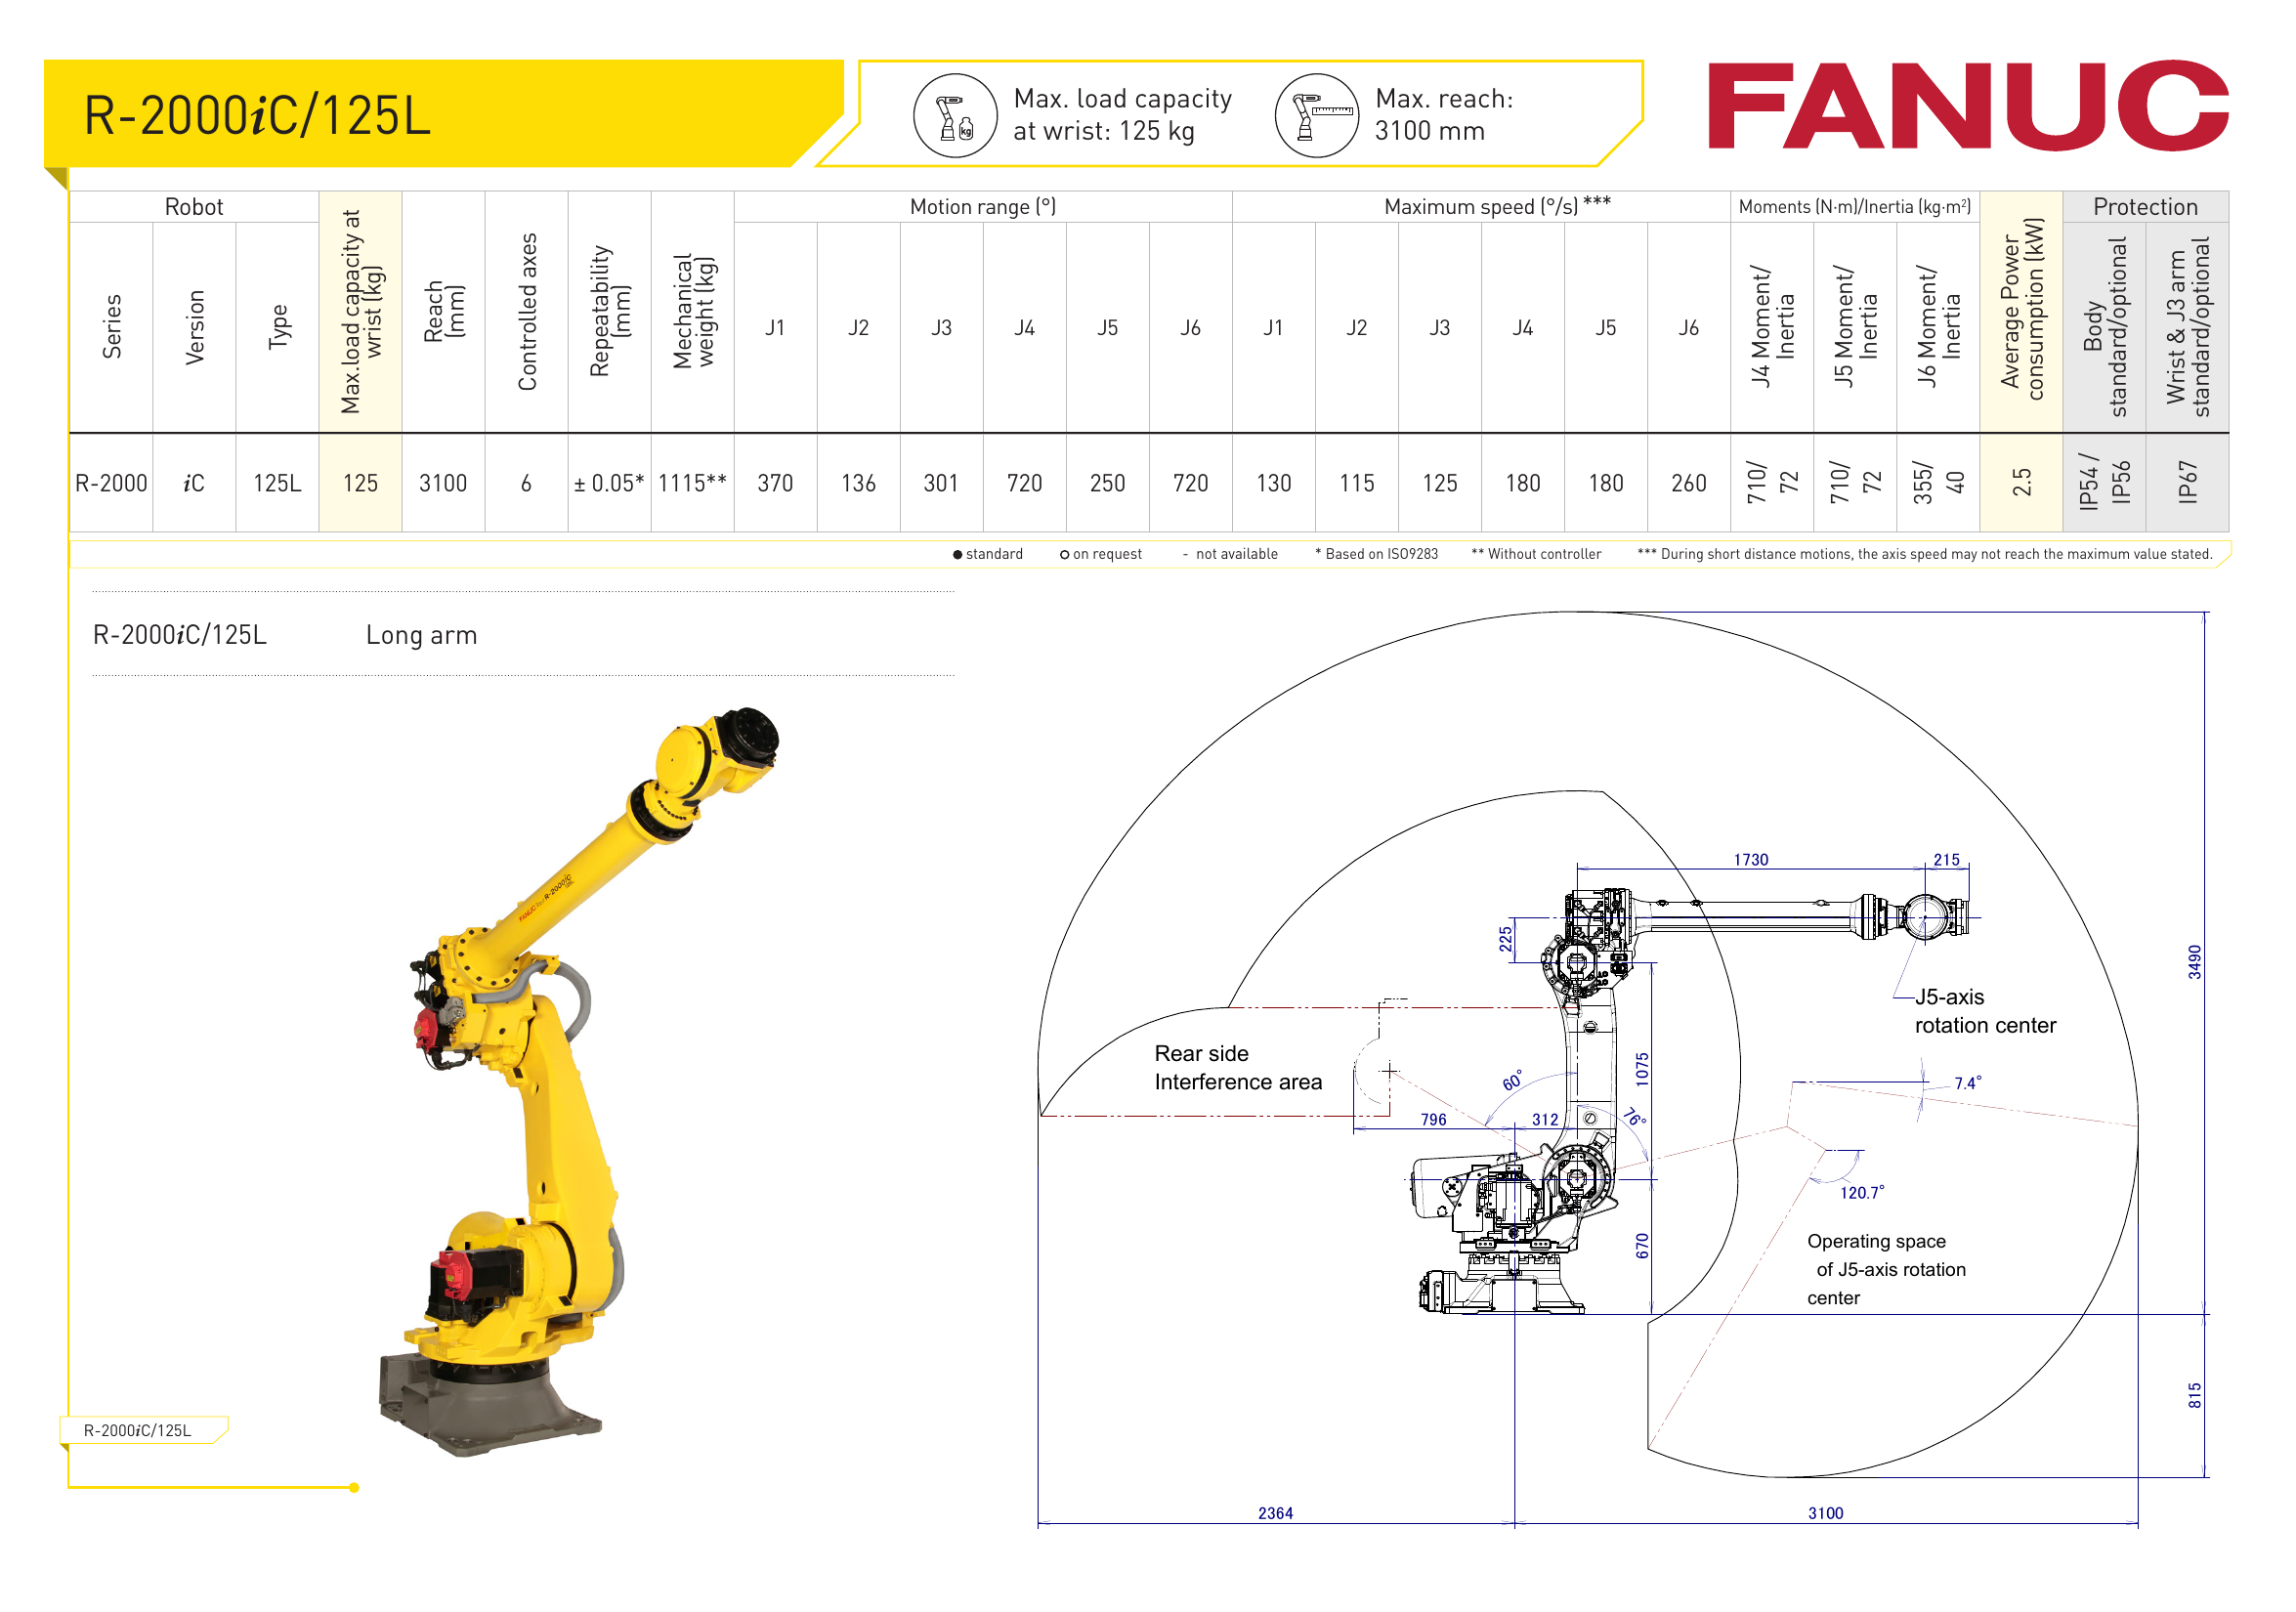 R-2000iC/125L
Max. load capacity
at wrist: 125 kg
Max. reach:
3100 mm
FANUC
kg
Robot
Motion range (°)
Maximum speed (°/s) ***
Moments (N·m)/Inertia (kg·m²)
Protection
Series
Version
Type
Max.load capacity at
wrist (kg)
Reach
(mm)
Controlled axes
Repeatability
(mm)
Mechanical
weight (kg)
J1
J2
J3
J4
J5
J6
J1
J2
J3
J4
J5
J6
J4 Moment/
Inertia
J5 Moment/
Inertia
J6 Moment/
Inertia
Average Power
consumption (kW)
Body
standard/optional
Wrist & J3 arm
standard/optional
R-2000
iC
125L
125
3100
6
± 0.05*
1115**
370
136
301
720
250
720
130
115
125
180
180
260
710/
72
710/
72
355/
40
2.5
IP54 /
IP56
IP67
● standard
○ on request
- not available
* Based on ISO9283
** Without controller
*** During short distance motions, the axis speed may not reach the maximum value stated.
R-2000iC/125L
Long arm
FANUC Robot R-2000iC
125L
1730
215
225
3490
J5-axis
rotation center
Rear side
Interference area
60°
1075
7.4°
796
312
76°
120.7°
670
Operating space
of J5-axis rotation
center
815
R-2000iC/125L
2364
3100